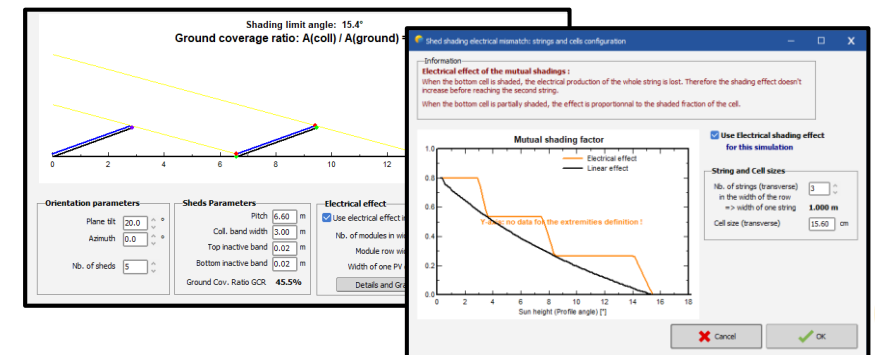 Shading limit angle: 15.4°
Ground coverage ratio: A(coll) / A(ground) =
0 2 4 6 8 10 12
Orientation parameters
Plane tilt 20.0 °
Azimuth 0.0 °
Nb. of sheds 5
Sheds Parameters
Pitch 6.60 m
Coll. band width 3.00 m
Top inactive band 0.02 m
Bottom inactive band 0.02 m
Ground Cov. Ratio GCR 45.5%
Electrical effect
Use electrical effect i
Nb. of modules in wi
Module row wi
Width of one PV
Details and Gra
Shed shading electrical mismatch: strings and cells configuration
Information
Electrical effect of the mutual shadings :
When the bottom cell is shaded, the electrical production of the whole string is lost. Therefore the shading effect doesn't
increase before reaching the second string.
When the bottom cell is partially shaded, the effect is proportionnal to the shaded fraction of the cell.
Mutual shading factor
Electrical effect
Linear effect
Y-axis: no data for the extremities definition !
1.0
0.8
0.6
0.4
0.2
0.0
0 2 4 6 8 10 12 14 16 18
Sun height (Profile angle) [°]
Use Electrical shading effect
for this simulation
String and Cell sizes
Nb. of strings (transverse) 3
in the width of the row
=> width of one string 1.000 m
Cell size (transverse) 15.60 cm
Cancel
OK